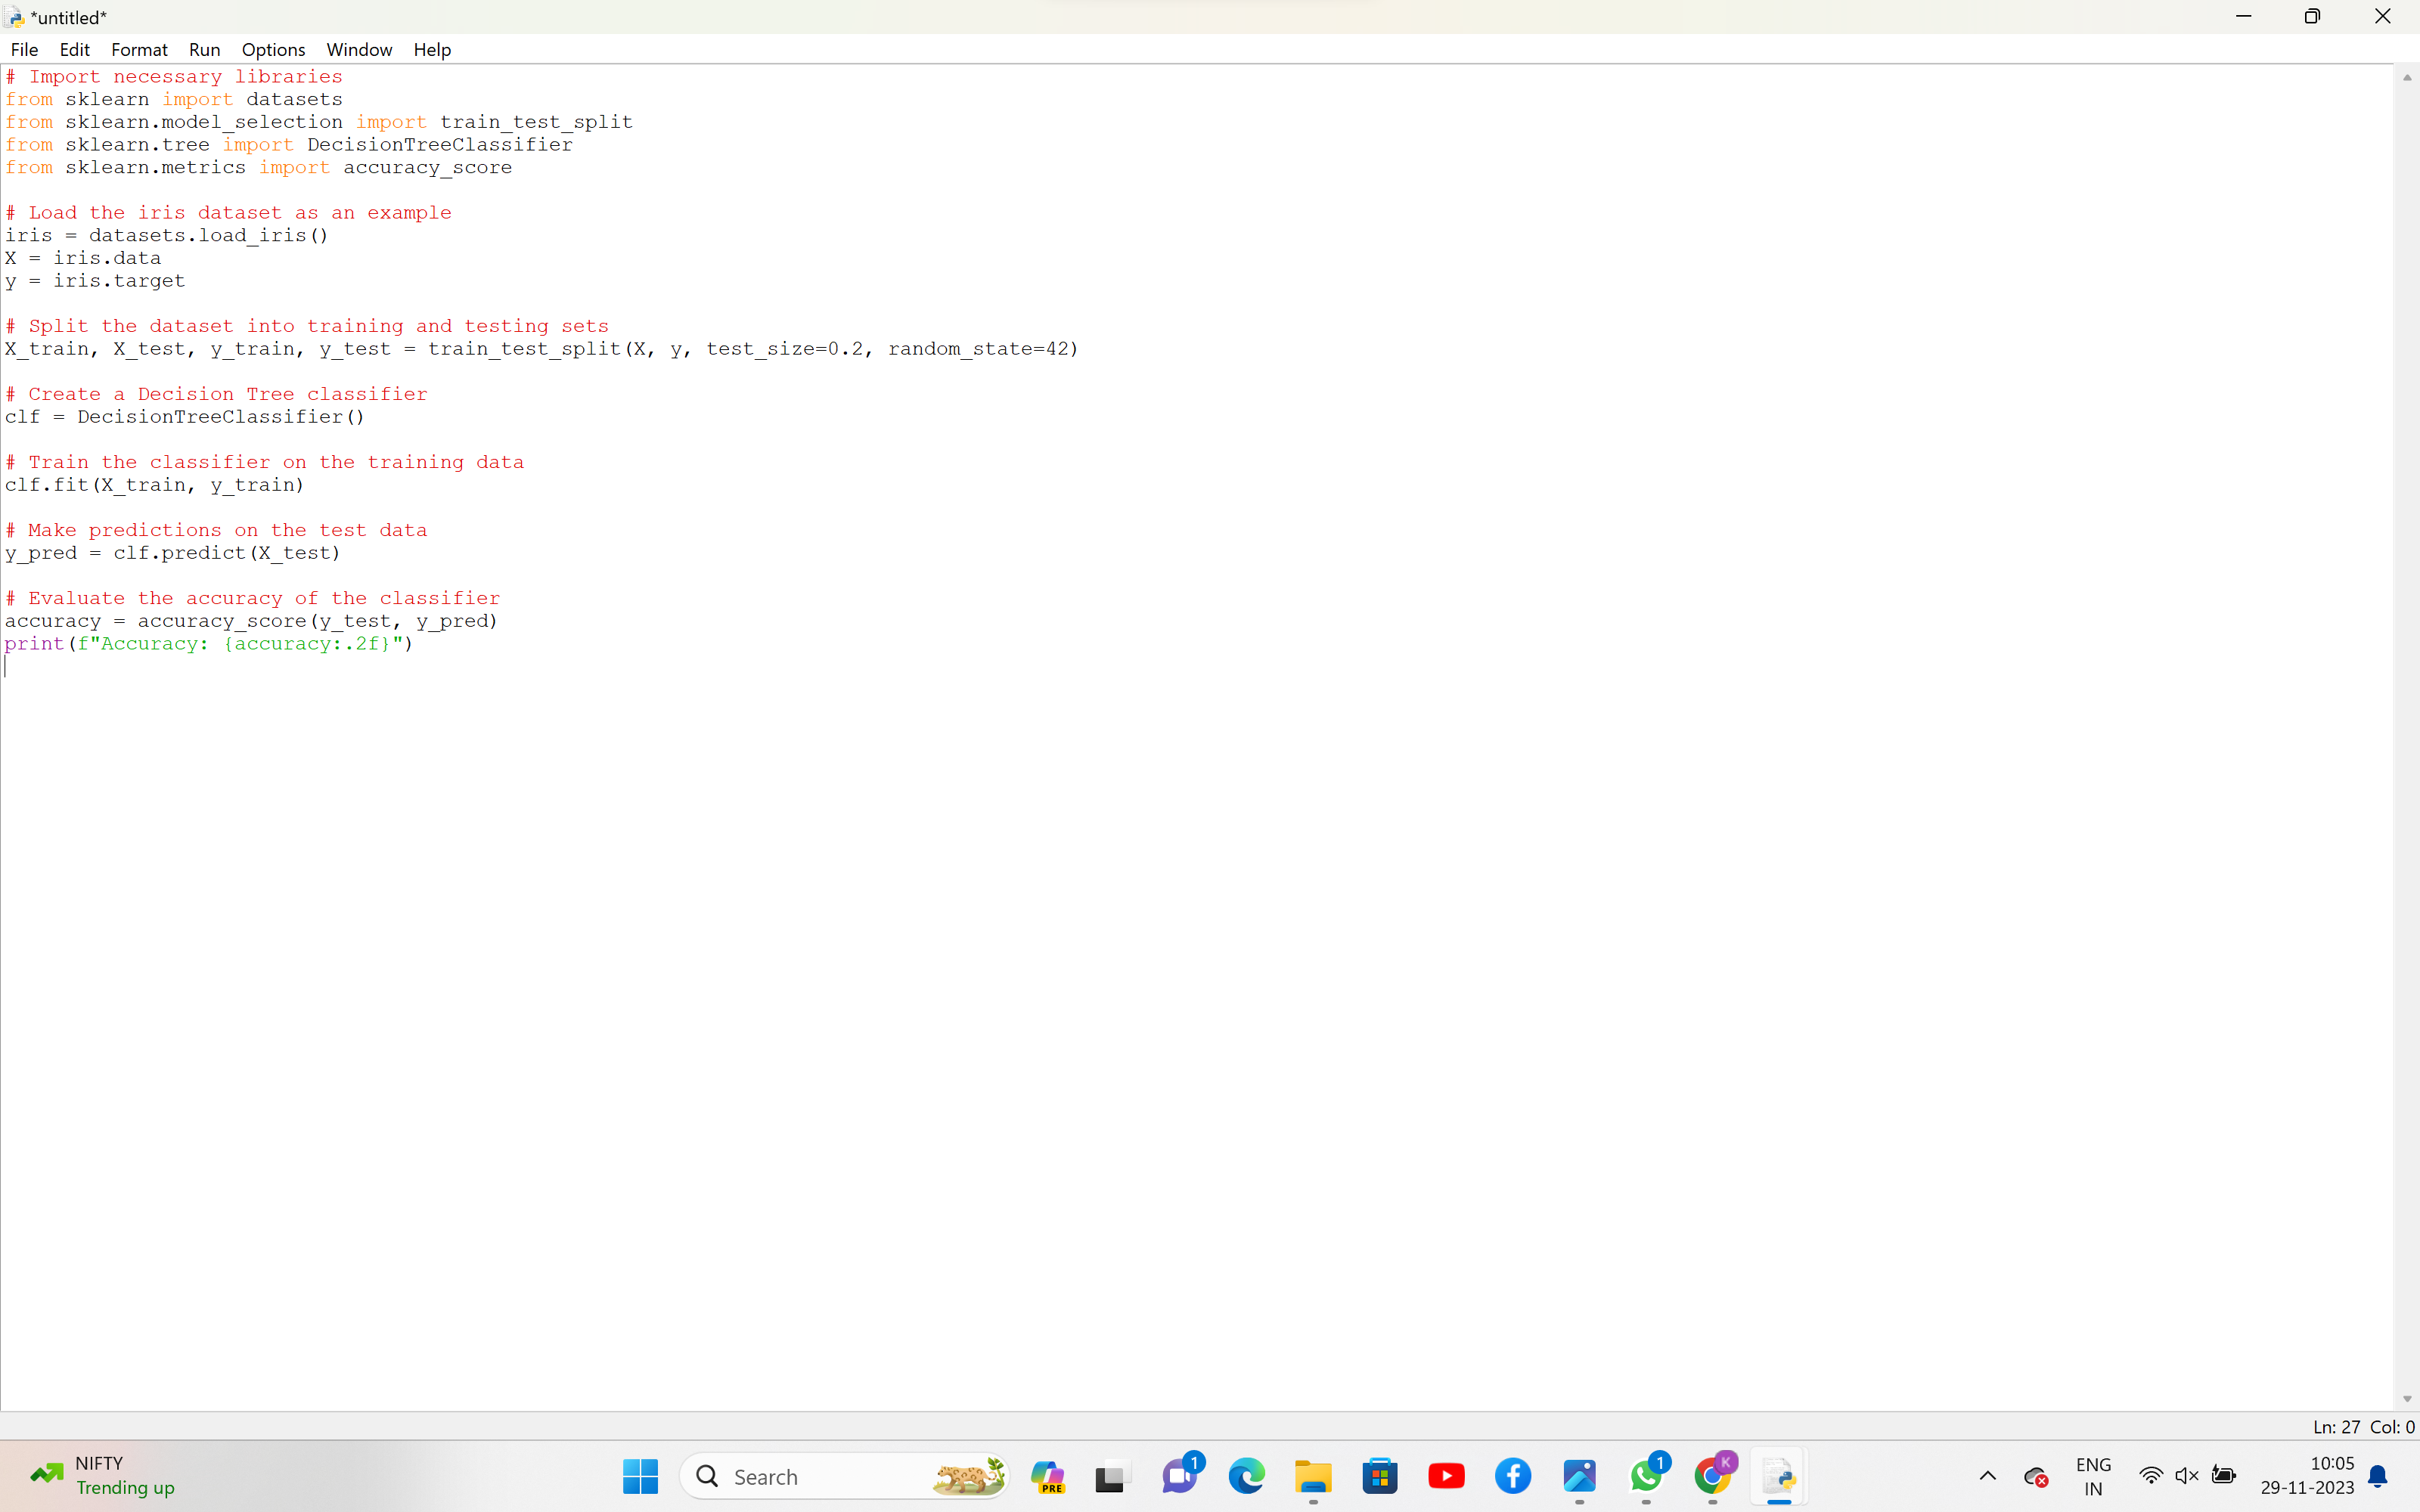 *untitled*
File Edit Format Run Options Window Help
# Import necessary libraries
from sklearn import datasets
from sklearn.model_selection import train_test_split
from sklearn.tree import DecisionTreeClassifier
from sklearn.metrics import accuracy_score
# Load the iris dataset as an example
iris = datasets.load_iris()
X = iris.data
y = iris.target
# Split the dataset into training and testing sets
X_train, X_test, y_train, y_test = train_test_split(X, y, test_size=0.2, random_state=42)
# Create a Decision Tree classifier
clf = DecisionTreeClassifier()
# Train the classifier on the training data
clf.fit(X_train, y_train)
# Make predictions on the test data
y_pred = clf.predict(X_test)
# Evaluate the accuracy of the classifier
accuracy = accuracy_score(y_test, y_pred)
print(f"Accuracy: {accuracy:.2f}")
Ln: 27 Col: 0
NIFTY
Trending up
Search
PRE
1
1
K
ENG
IN
10:05
29-11-2023